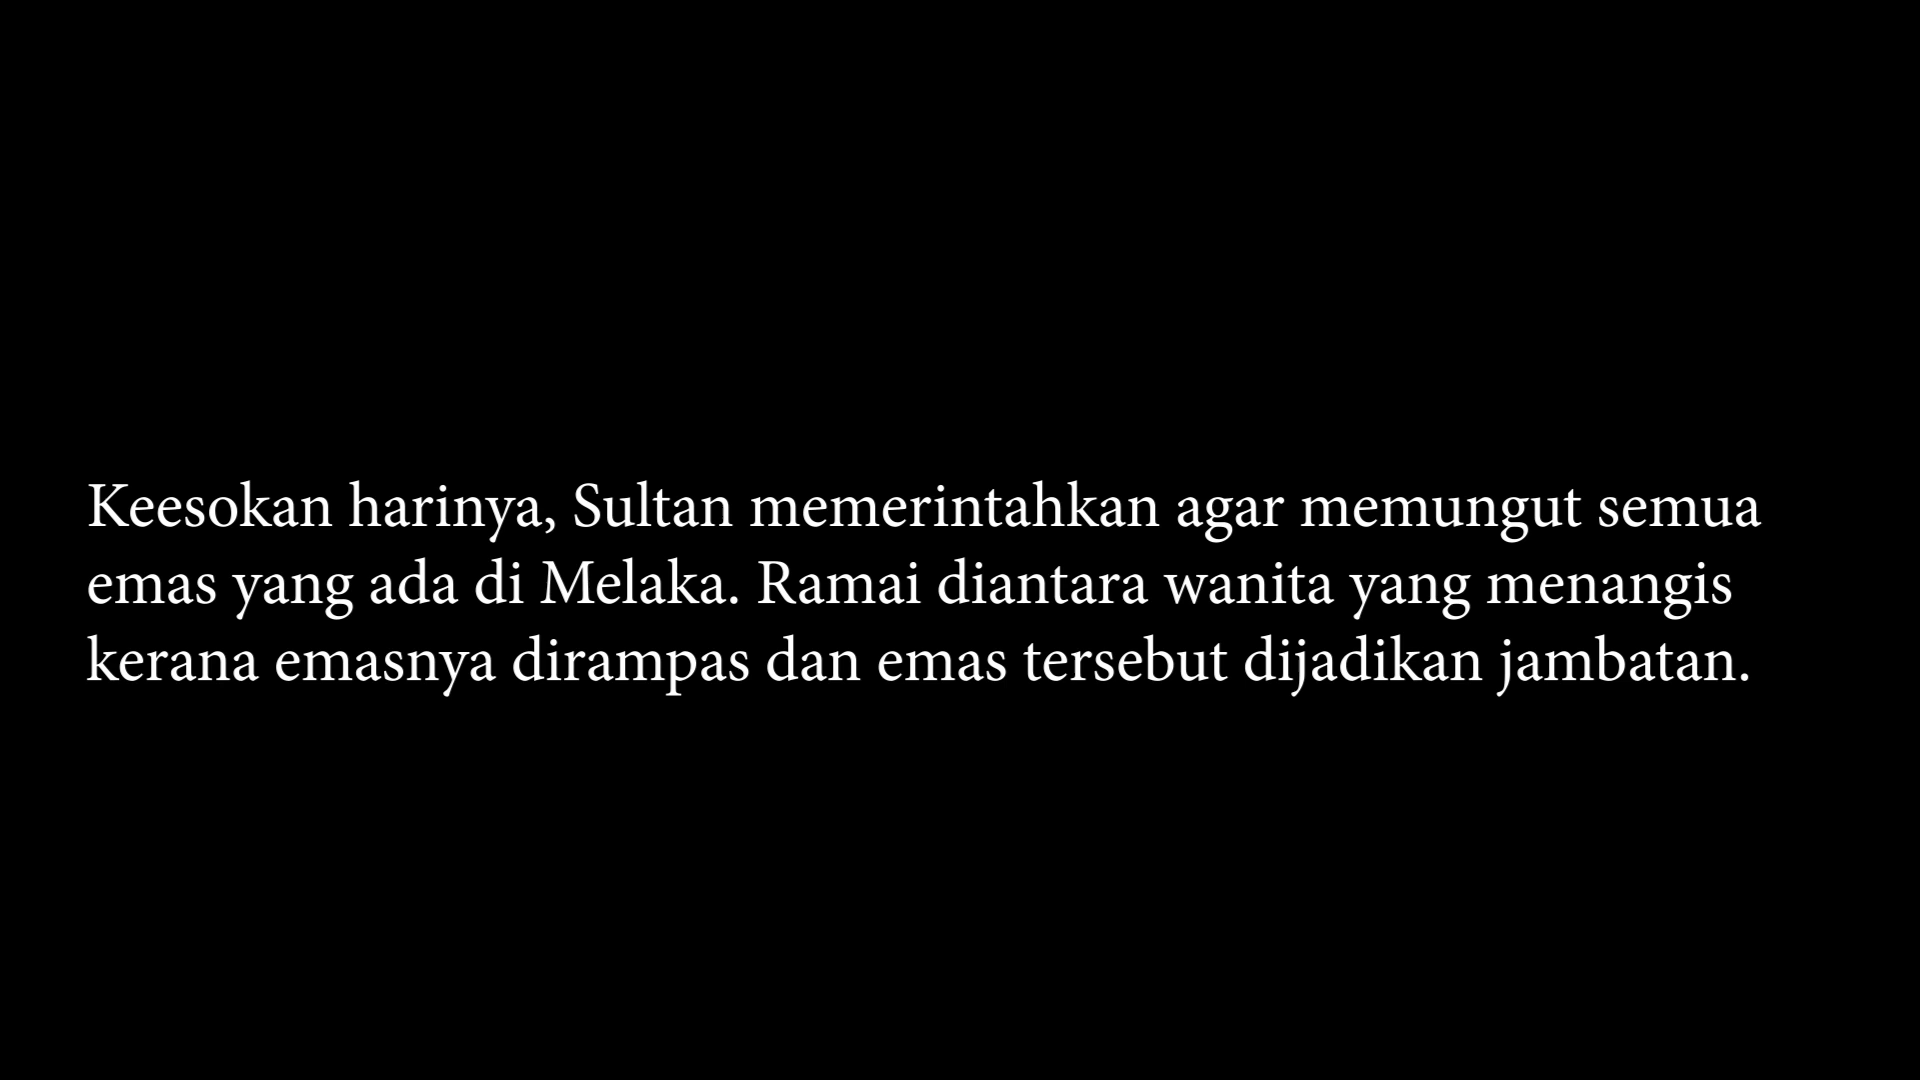 Keesokan harinya, Sultan memerintahkan agar memungut semua
emas yang ada di Melaka. Ramai diantara wanita yang menangis
kerana emasnya dirampas dan emas tersebut dijadikan jambatan.